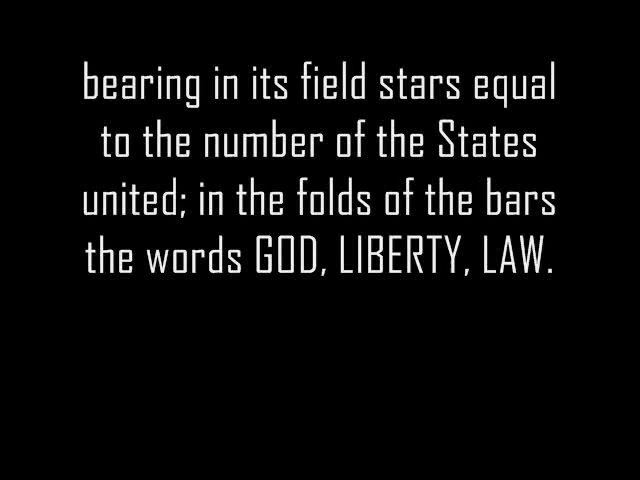 bearing in its field stars equal
to the number of the States
united; in the folds of the bars
the words GOD, LIBERTY, LAW.